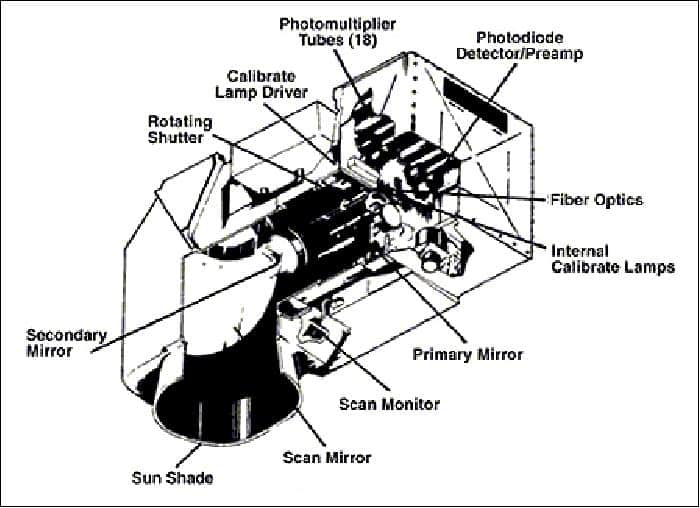 Photomultiplier
Tubes (18)
Photodiode
Detector/Preamp
Calibrate
Lamp Driver
Rotating
Shutter
Fiber Optics
Internal
Calibrate Lamps
Secondary
Mirror
Primary Mirror
Scan Monitor
Scan Mirror
Sun Shade